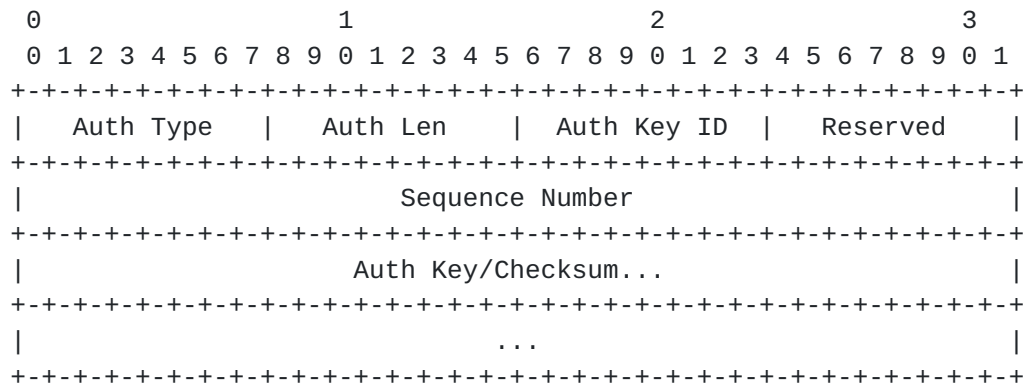 0                   1                   2                   3
 0 1 2 3 4 5 6 7 8 9 0 1 2 3 4 5 6 7 8 9 0 1 2 3 4 5 6 7 8 9 0 1
+-+-+-+-+-+-+-+-+-+-+-+-+-+-+-+-+-+-+-+-+-+-+-+-+-+-+-+-+-+-+-+-+
|   Auth Type   |   Auth Len    |  Auth Key ID  |   Reserved    |
+-+-+-+-+-+-+-+-+-+-+-+-+-+-+-+-+-+-+-+-+-+-+-+-+-+-+-+-+-+-+-+-+
|                        Sequence Number                        |
+-+-+-+-+-+-+-+-+-+-+-+-+-+-+-+-+-+-+-+-+-+-+-+-+-+-+-+-+-+-+-+-+
|                     Auth Key/Checksum...                      |
+-+-+-+-+-+-+-+-+-+-+-+-+-+-+-+-+-+-+-+-+-+-+-+-+-+-+-+-+-+-+-+-+
|                              ...                              |
+-+-+-+-+-+-+-+-+-+-+-+-+-+-+-+-+-+-+-+-+-+-+-+-+-+-+-+-+-+-+-+-+